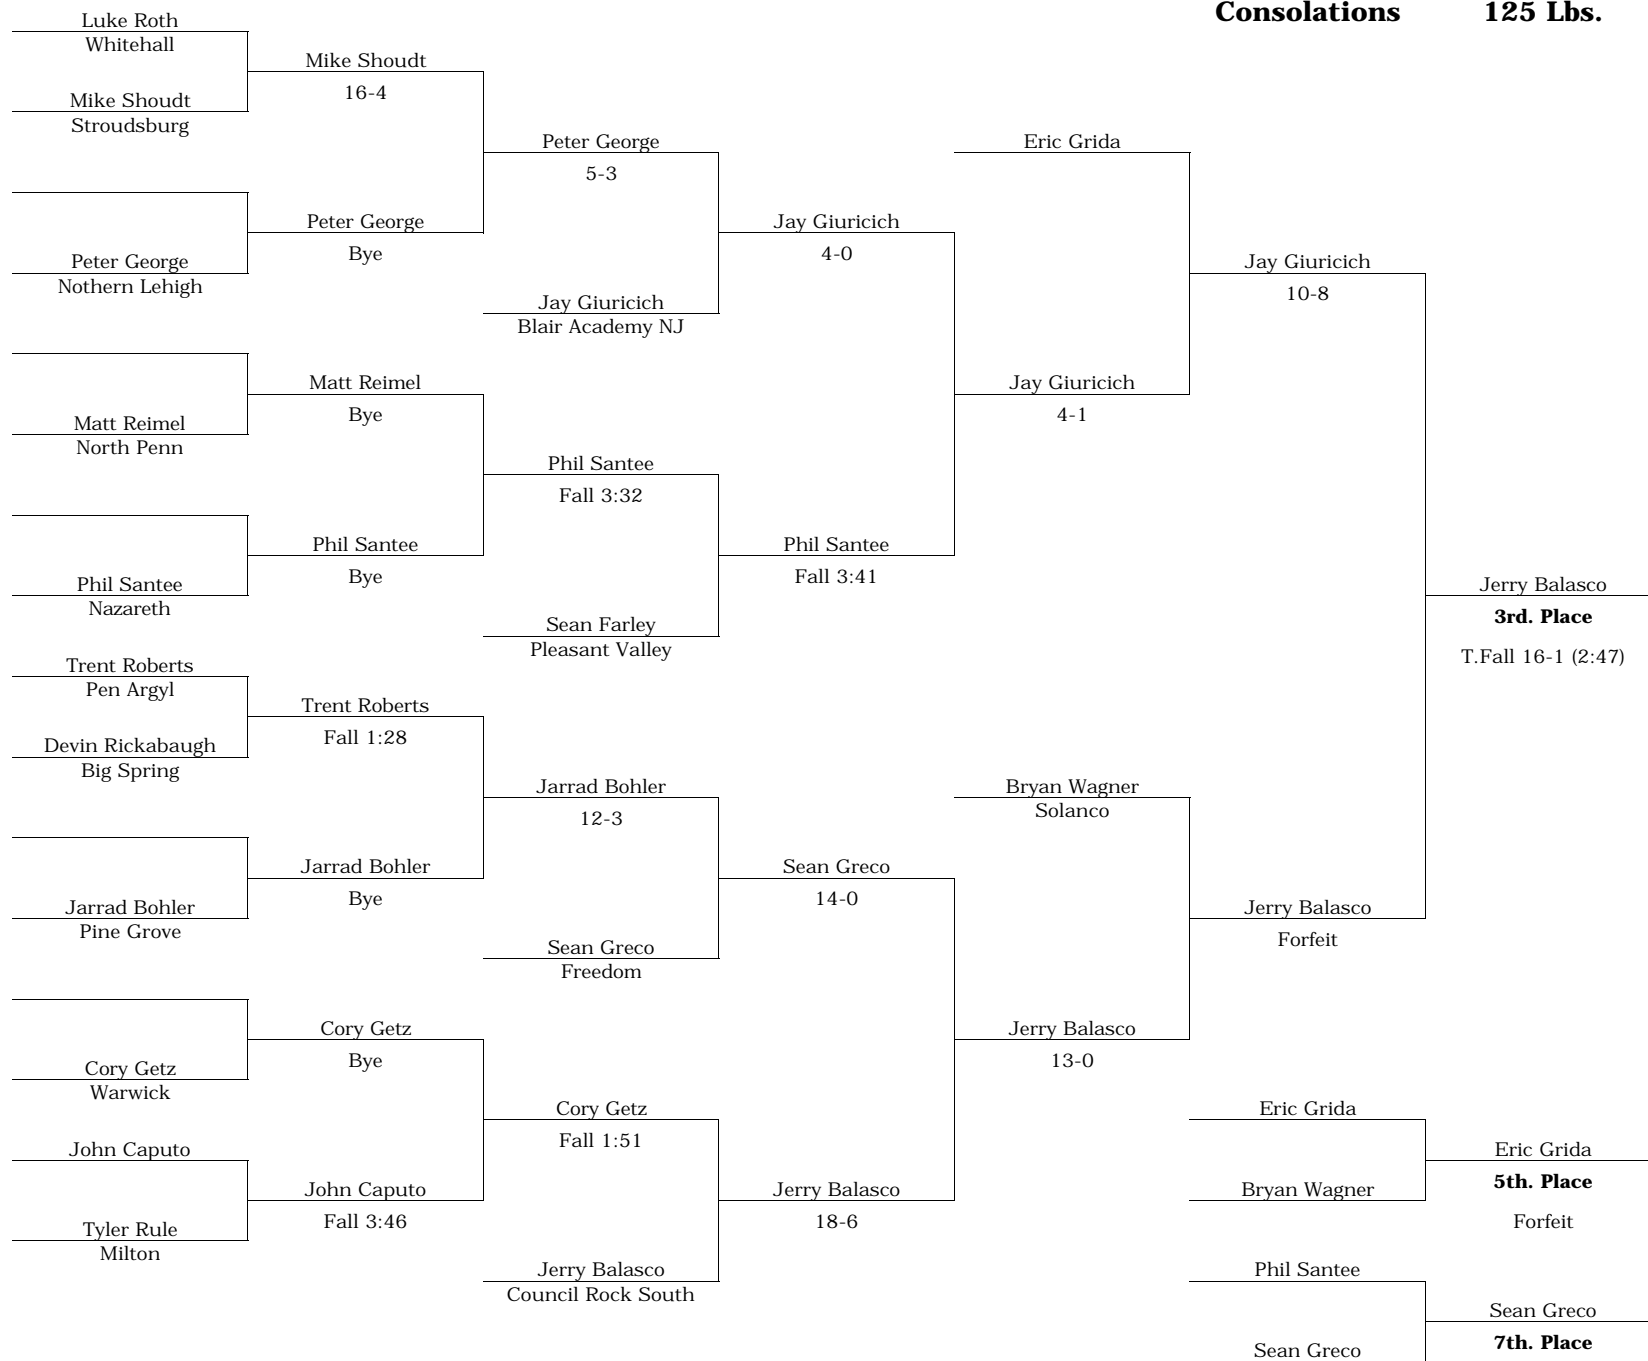 Consolations 125 Lbs.
Luke Roth
Whitehall
Mike Shoudt
Stroudsburg
Peter George
Nothern Lehigh
Matt Reimel
North Penn
Phil Santee
Nazareth
Trent Roberts
Pen Argyl
Devin Rickabaugh
Big Spring
Jarrad Bohler
Pine Grove
Cory Getz
Warwick
John Caputo
Tyler Rule
Milton
Mike Shoudt
16-4
Peter George
Bye
Matt Reimel
Bye
Phil Santee
Bye
Trent Roberts
Fall 1:28
Jarrad Bohler
Bye
Cory Getz
Bye
John Caputo
Fall 3:46
Peter George
5-3
Jay Giuricich
Blair Academy NJ
Phil Santee
Fall 3:32
Sean Farley
Pleasant Valley
Jarrad Bohler
12-3
Sean Greco
Freedom
Cory Getz
Fall 1:51
Jerry Balasco
Council Rock South
Jay Giuricich
4-0
Phil Santee
Fall 3:41
Sean Greco
14-0
Jerry Balasco
18-6
Eric Grida
Jay Giuricich
4-1
Bryan Wagner
Solanco
Jerry Balasco
13-0
Jay Giuricich
10-8
Jerry Balasco
Forfeit
Jerry Balasco
3rd. Place
T.Fall 16-1 (2:47)
Eric Grida
Bryan Wagner
Eric Grida
5th. Place
Forfeit
Phil Santee
Sean Greco
Sean Greco
7th. Place